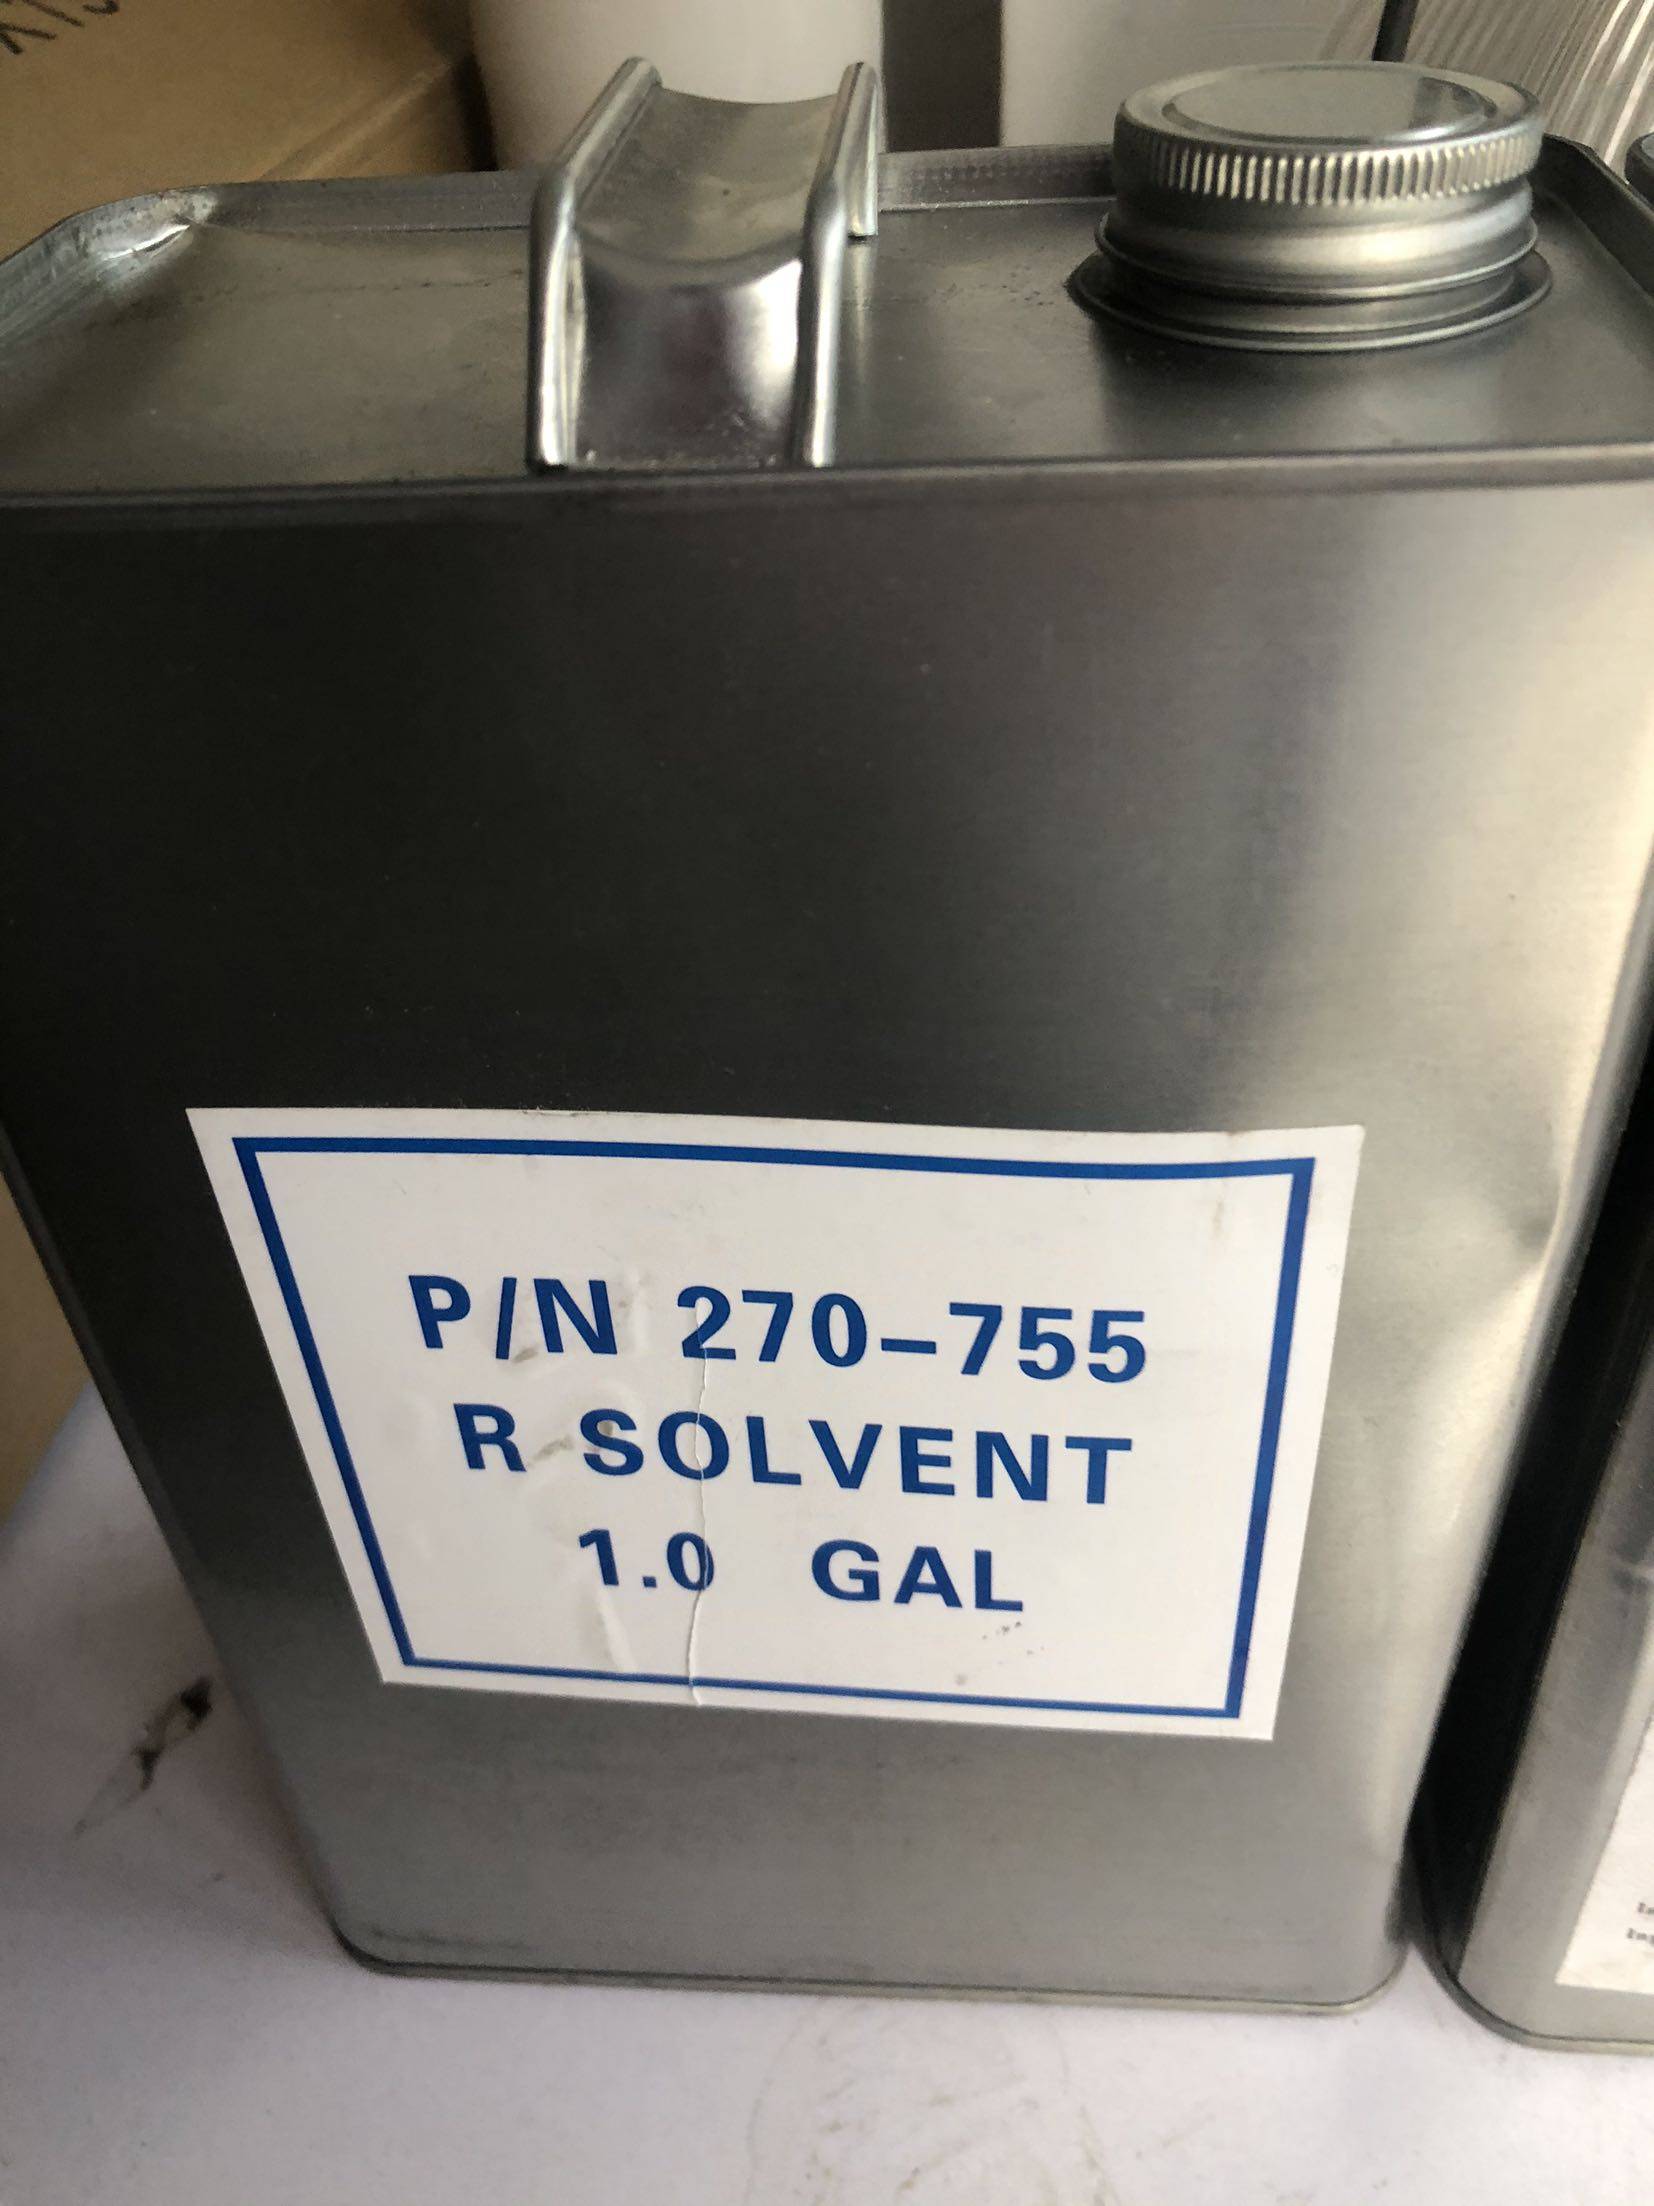 P/N 270-755
R SOLVENT
1.0 GAL